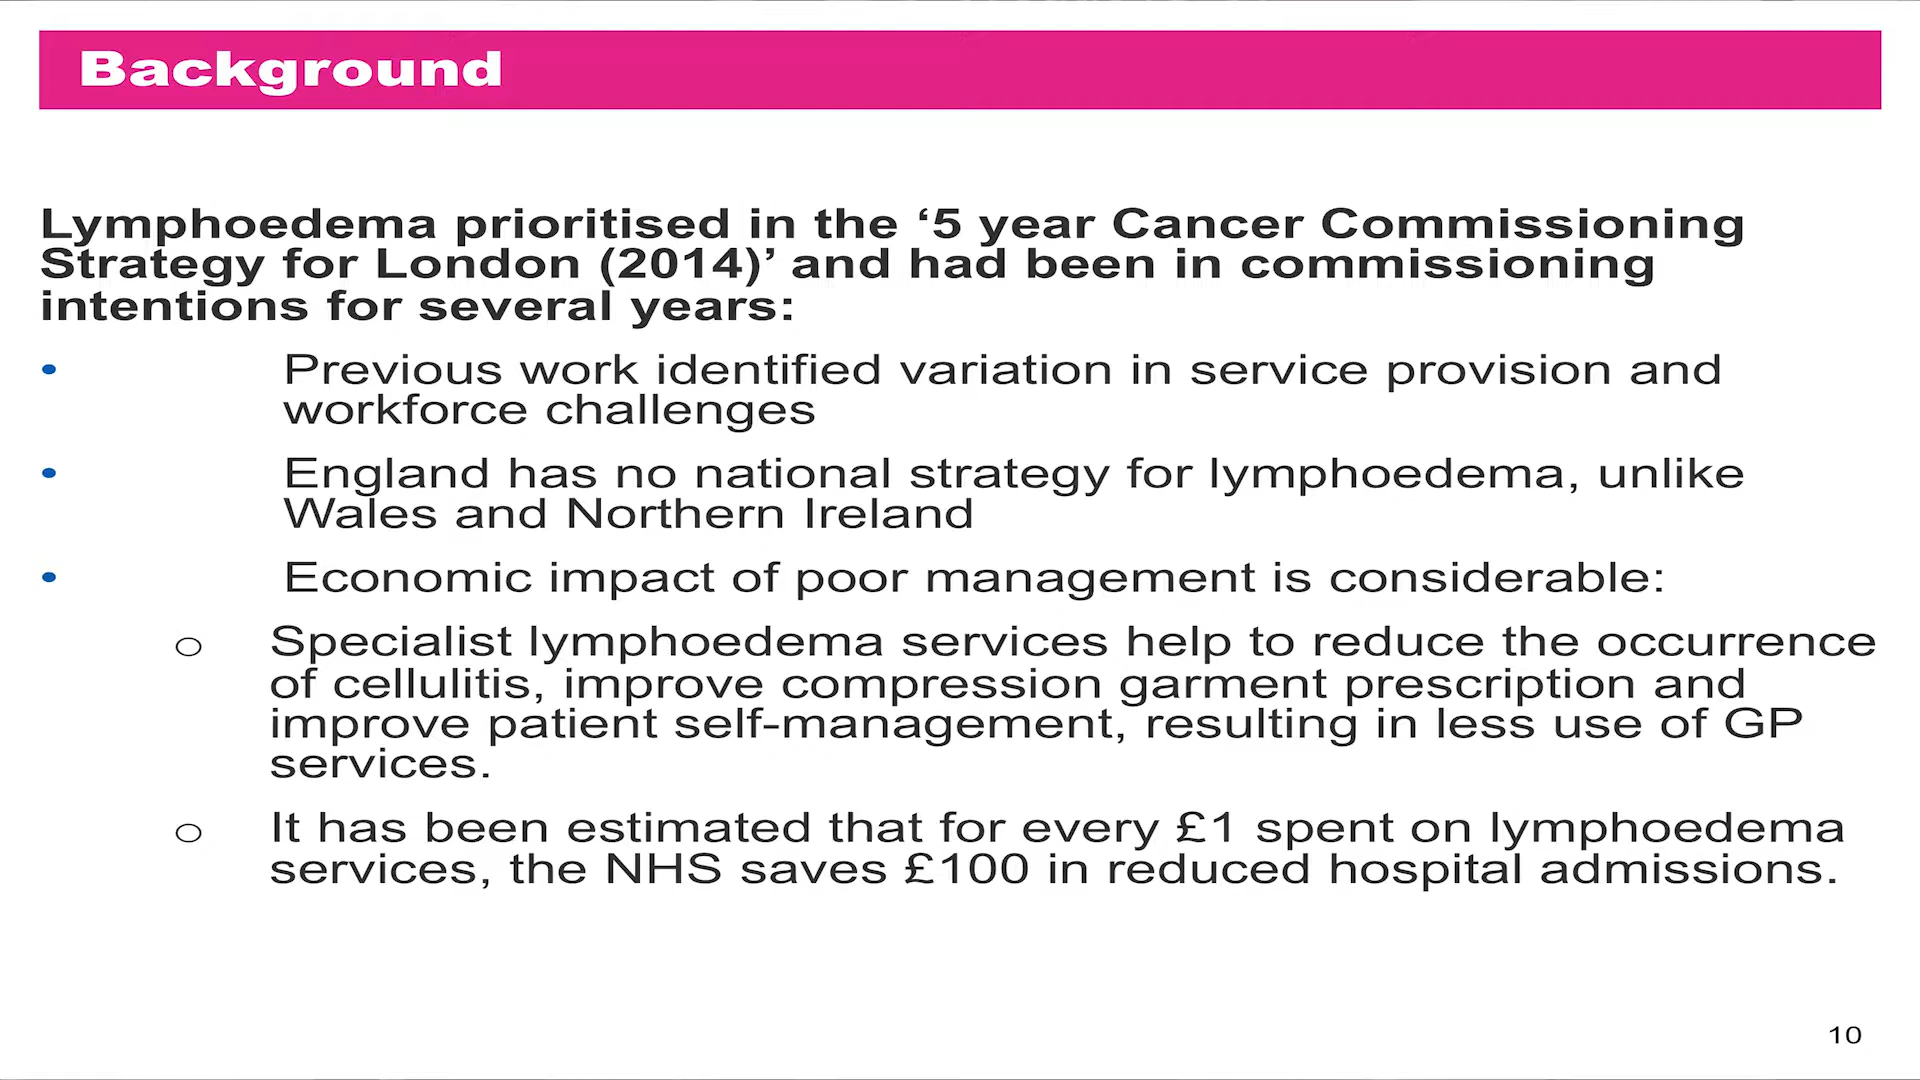 Background
Lymphoedema prioritised in the ‘5 year Cancer Commissioning
Strategy for London (2014)’ and had been in commissioning
intentions for several years:
• Previous work identified variation in service provision and
workforce challenges
• England has no national strategy for lymphoedema, unlike
Wales and Northern Ireland
• Economic impact of poor management is considerable:
o Specialist lymphoedema services help to reduce the occurrence
of cellulitis, improve compression garment prescription and
improve patient self-management, resulting in less use of GP
services.
o It has been estimated that for every £1 spent on lymphoedema
services, the NHS saves £100 in reduced hospital admissions.
10